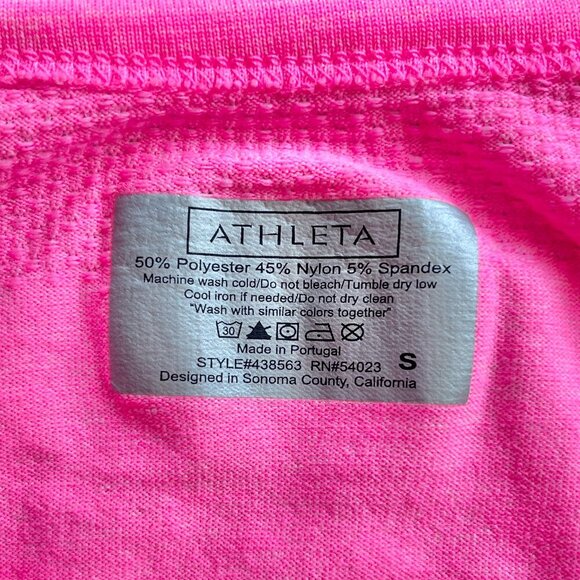 ATHLETA
50% Polyester 45% Nylon 5% Spandex
Machine wash cold/Do not bleach/Tumble dry low
Cool iron if needed/Do not dry clean
"Wash with similar colors together"
30
Made in Portugal
STYLE#438563 RN#54023 S
Designed in Sonoma County, California